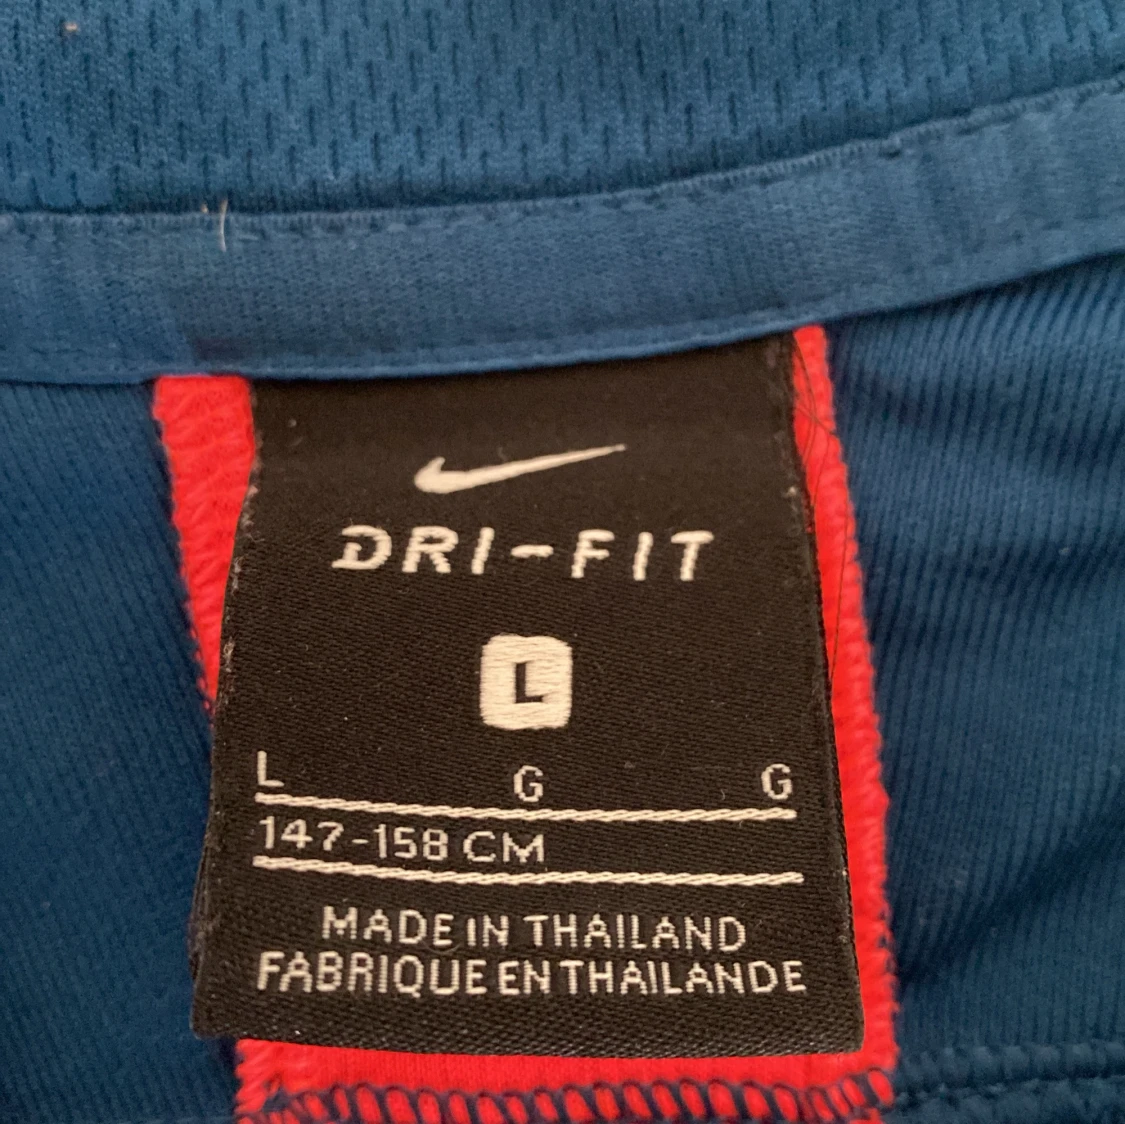 DRI-FIT
L
L G G
147-158 CM
MADE IN THAILAND
FABRIQUE EN THAILANDE